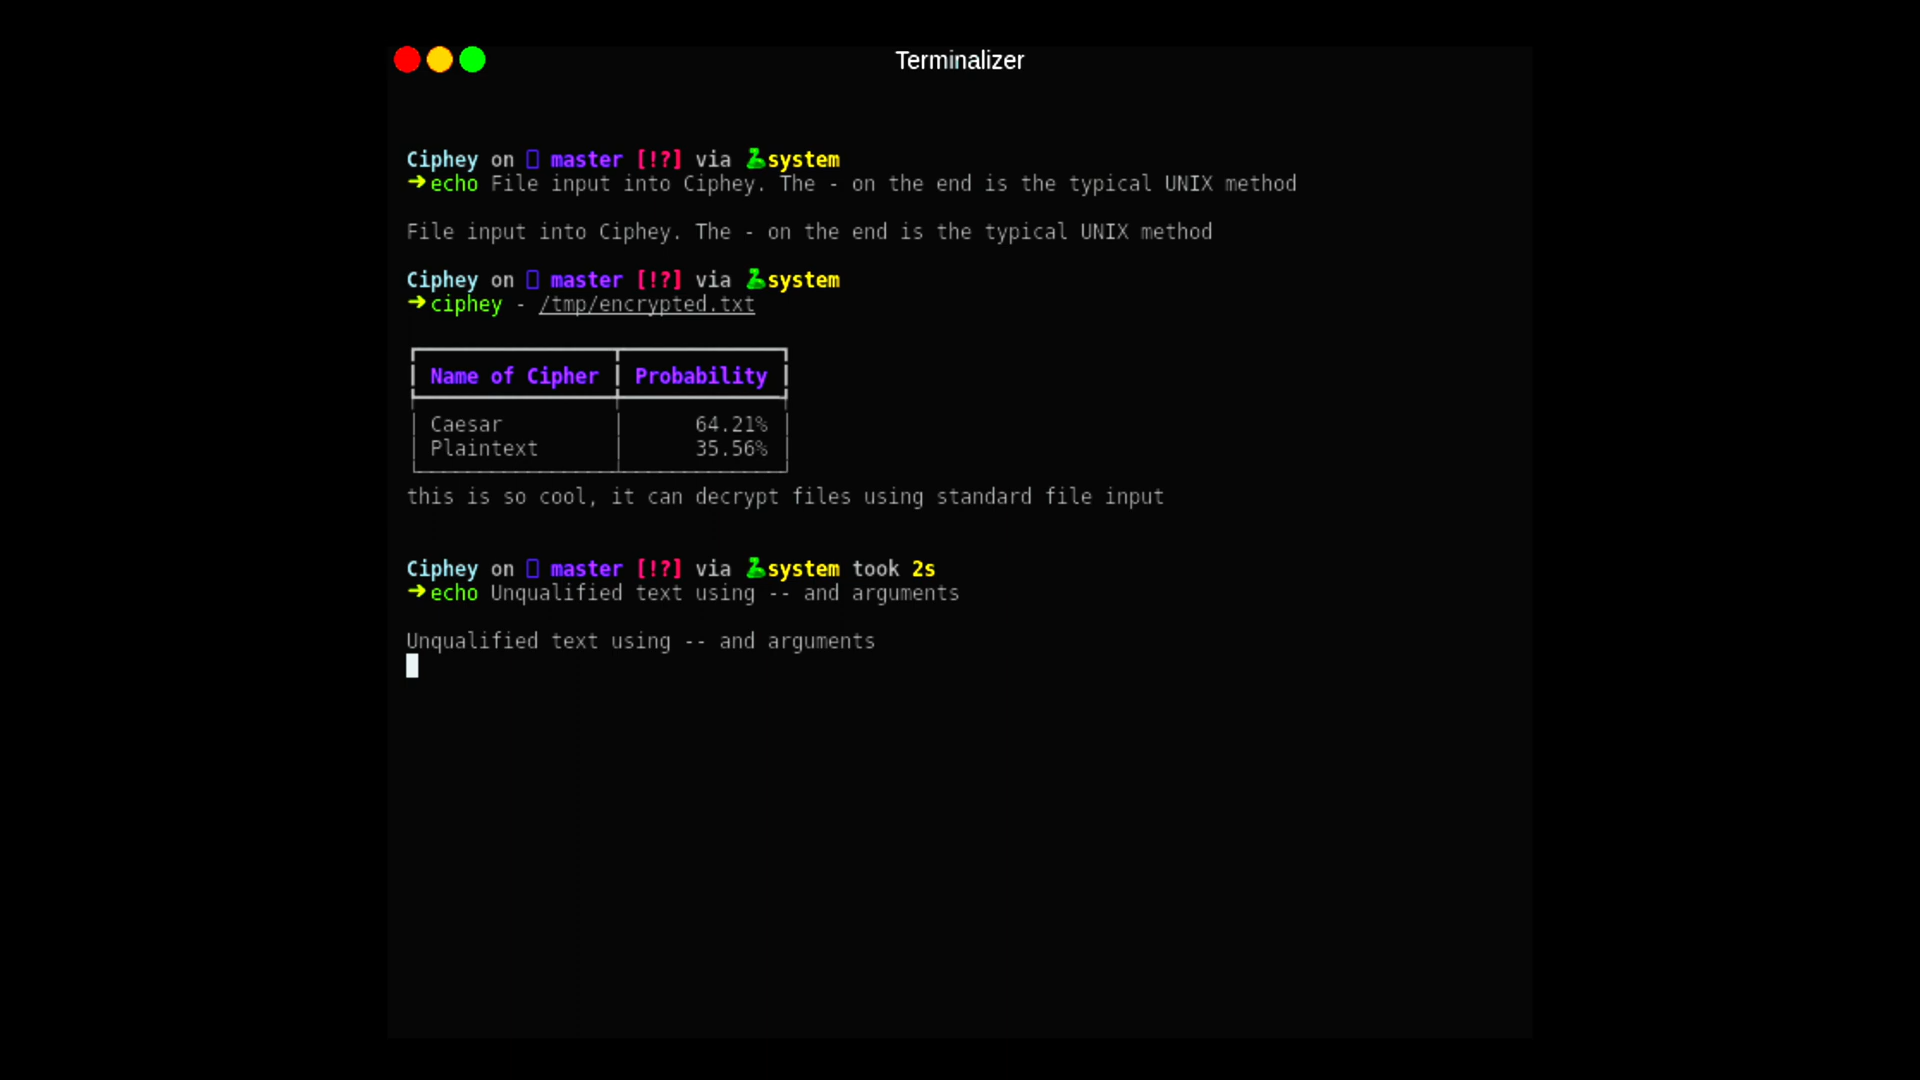 Terminalizer
Ciphey on master [!?] via system
➜ echo File input into Ciphey. The - on the end is the typical UNIX method
File input into Ciphey. The - on the end is the typical UNIX method
Ciphey on master [!?] via system
➜ ciphey - /tmp/encrypted.txt
Name of Cipher Probability
Caesar 64.21%
Plaintext 35.56%
this is so cool, it can decrypt files using standard file input
Ciphey on master [!?] via system took 2s
➜ echo Unqualified text using -- and arguments
Unqualified text using -- and arguments